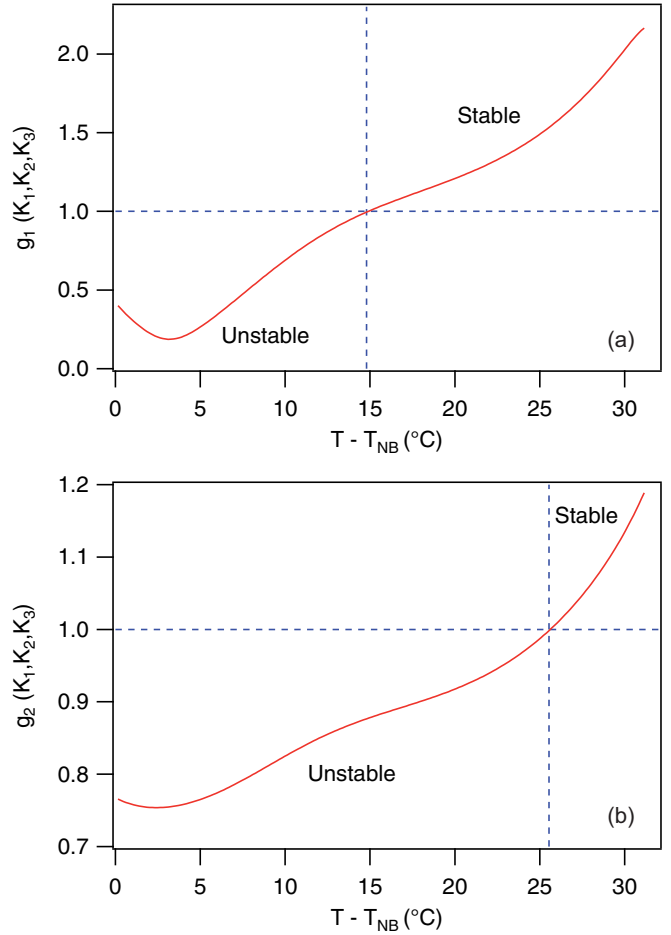 2.0
1.5
1.0
0.5
0.0
g1 (K1,K2,K3)
Stable
Unstable
(a)
0 5 10 15 20 25 30
T - TNB (°C)
1.2
1.1
1.0
0.9
0.8
0.7
g2 (K1,K2,K3)
Stable
Unstable
(b)
0 5 10 15 20 25 30
T - TNB (°C)